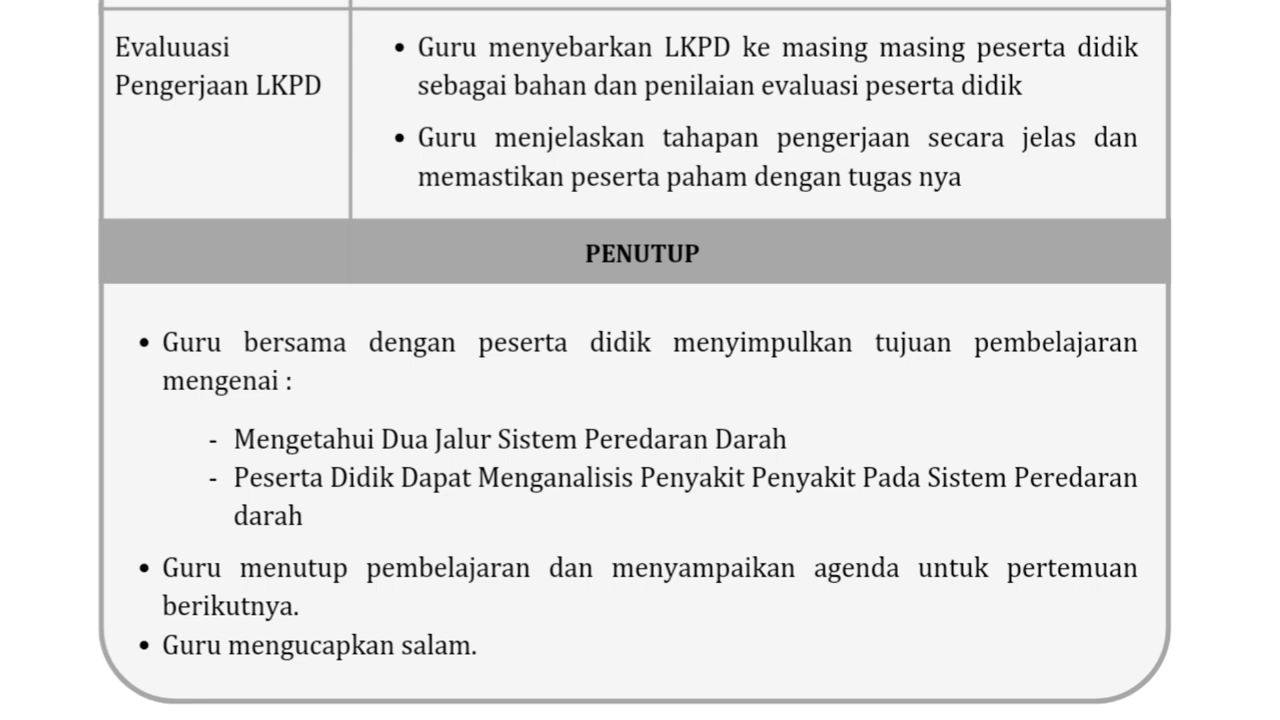 Evaluuasi
Pengerjaan LKPD
• Guru menyebarkan LKPD ke masing masing peserta didik
sebagai bahan dan penilaian evaluasi peserta didik
• Guru menjelaskan tahapan pengerjaan secara jelas dan
memastikan peserta paham dengan tugas nya
PENUTUP
• Guru bersama dengan peserta didik menyimpulkan tujuan pembelajaran
mengenai :
- Mengetahui Dua Jalur Sistem Peredaran Darah
- Peserta Didik Dapat Menganalisis Penyakit Penyakit Pada Sistem Peredaran
darah
• Guru menutup pembelajaran dan menyampaikan agenda untuk pertemuan
berikutnya.
• Guru mengucapkan salam.